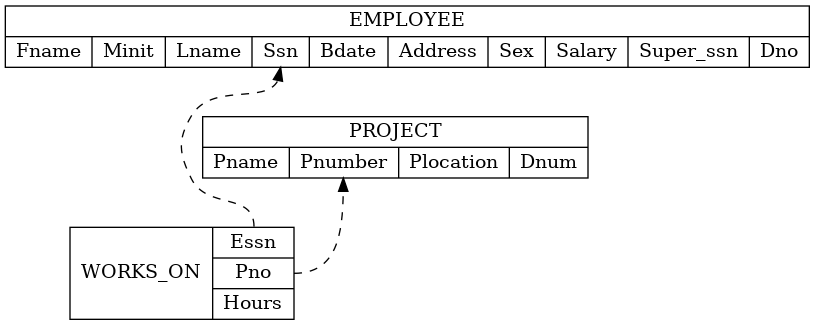 EMPLOYEE
Fname Minit Lname Ssn Bdate Address Sex Salary Super_ssn Dno
PROJECT
Pname Pnumber Plocation Dnum
WORKS_ON
Essn
Pno
Hours